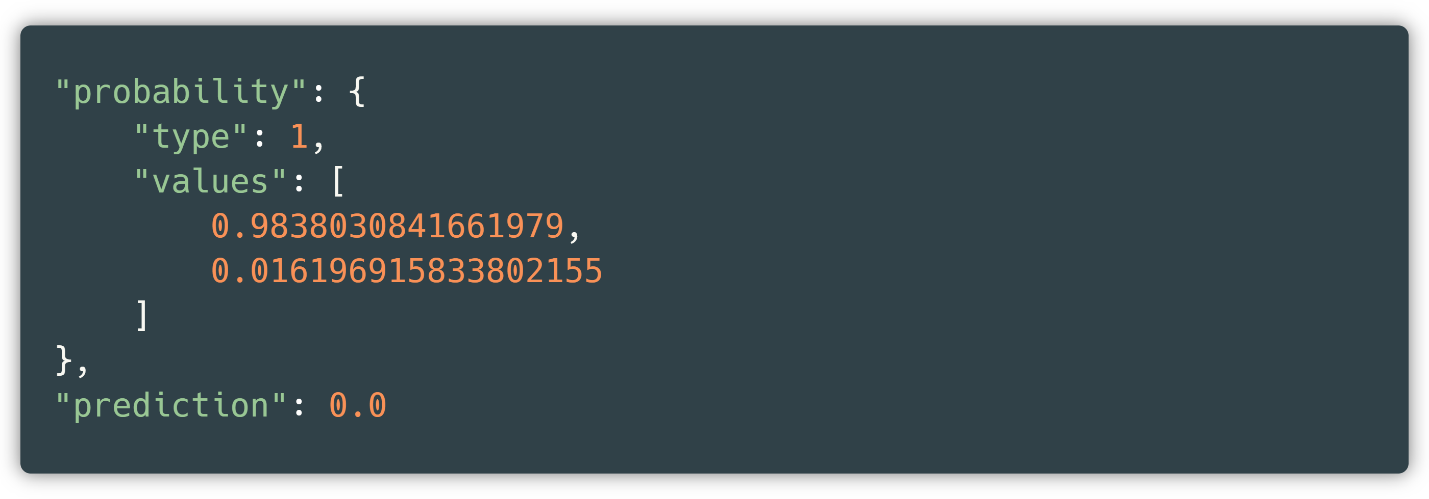 "probability": {
    "type": 1,
    "values": [
        0.9838030841661979,
        0.016196915833802155
    ]
},
"prediction": 0.0